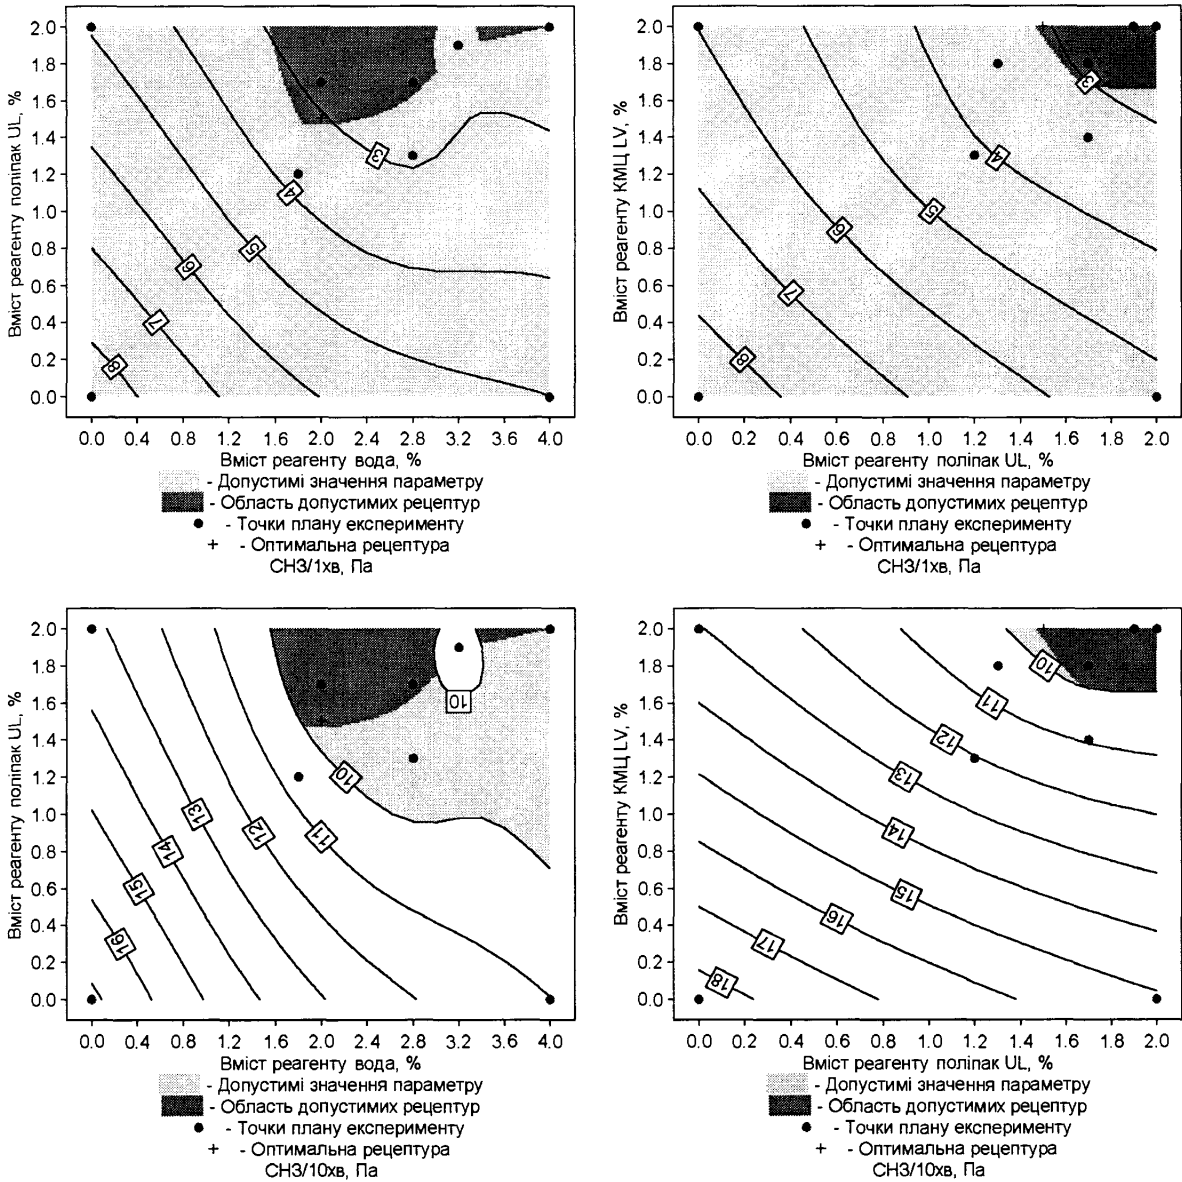 Вміст реагенту поліпак UL, %
2.0
1.8
1.6
1.4
1.2
1.0
0.8
0.6
0.4
0.2
0.0
3
4
5
6
7
8
0.0 0.4 0.8 1.2 1.6 2.0 2.4 2.8 3.2 3.6 4.0
Вміст реагенту вода, %
- Допустимі значення параметру
- Область допустимих рецептур
- Точки плану експерименту
+ - Оптимальна рецептура
СНЗ/1хв, Па
Вміст реагенту КМЦ LV, %
2.0
1.8
1.6
1.4
1.2
1.0
0.8
0.6
0.4
0.2
0.0
3
4
5
6
7
8
0.0 0.2 0.4 0.6 0.8 1.0 1.2 1.4 1.6 1.8 2.0
Вміст реагенту поліпак UL, %
- Допустимі значення параметру
- Область допустимих рецептур
- Точки плану експерименту
+ - Оптимальна рецептура
СНЗ/1хв, Па
Вміст реагенту поліпак UL, %
2.0
1.8
1.6
1.4
1.2
1.0
0.8
0.6
0.4
0.2
0.0
10
10
11
12
13
14
15
16
0.0 0.4 0.8 1.2 1.6 2.0 2.4 2.8 3.2 3.6 4.0
Вміст реагенту вода, %
- Допустимі значення параметру
- Область допустимих рецептур
- Точки плану експерименту
+ - Оптимальна рецептура
СНЗ/10хв, Па
Вміст реагенту КМЦ LV, %
2.0
1.8
1.6
1.4
1.2
1.0
0.8
0.6
0.4
0.2
0.0
10
11
12
13
14
15
16
17
18
0.0 0.2 0.4 0.6 0.8 1.0 1.2 1.4 1.6 1.8 2.0
Вміст реагенту поліпак UL, %
- Допустимі значення параметру
- Область допустимих рецептур
- Точки плану експерименту
+ - Оптимальна рецептура
СНЗ/10хв, Па